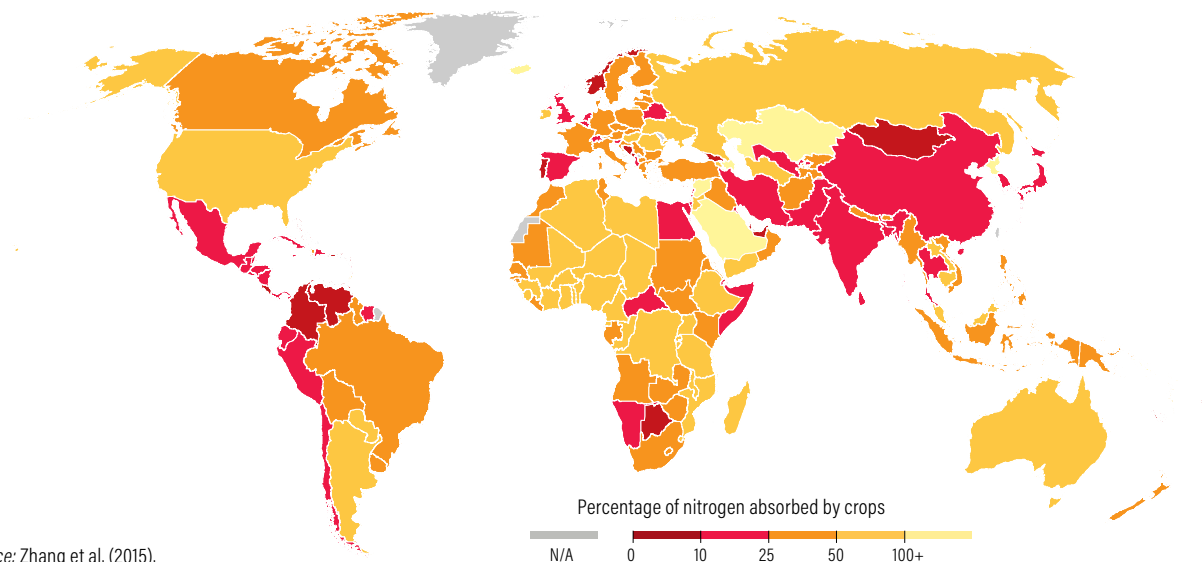 Percentage of nitrogen absorbed by crops
N/A 0 10 25 50 100+
Zhang et al. (2015).